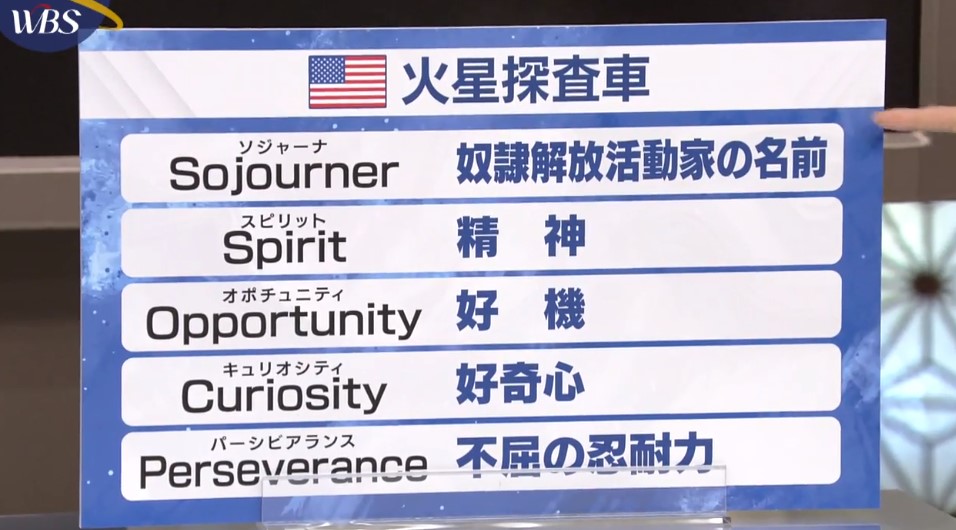 WBS
火星探査車
ソジャーナ
Sojourner 奴隷解放活動家の名前
スピリット
Spirit 精 神
オポチュニティ
Opportunity 好 機
キュリオシティ
Curiosity 好奇心
パーシビアランス
Perseverance 不屈の忍耐力